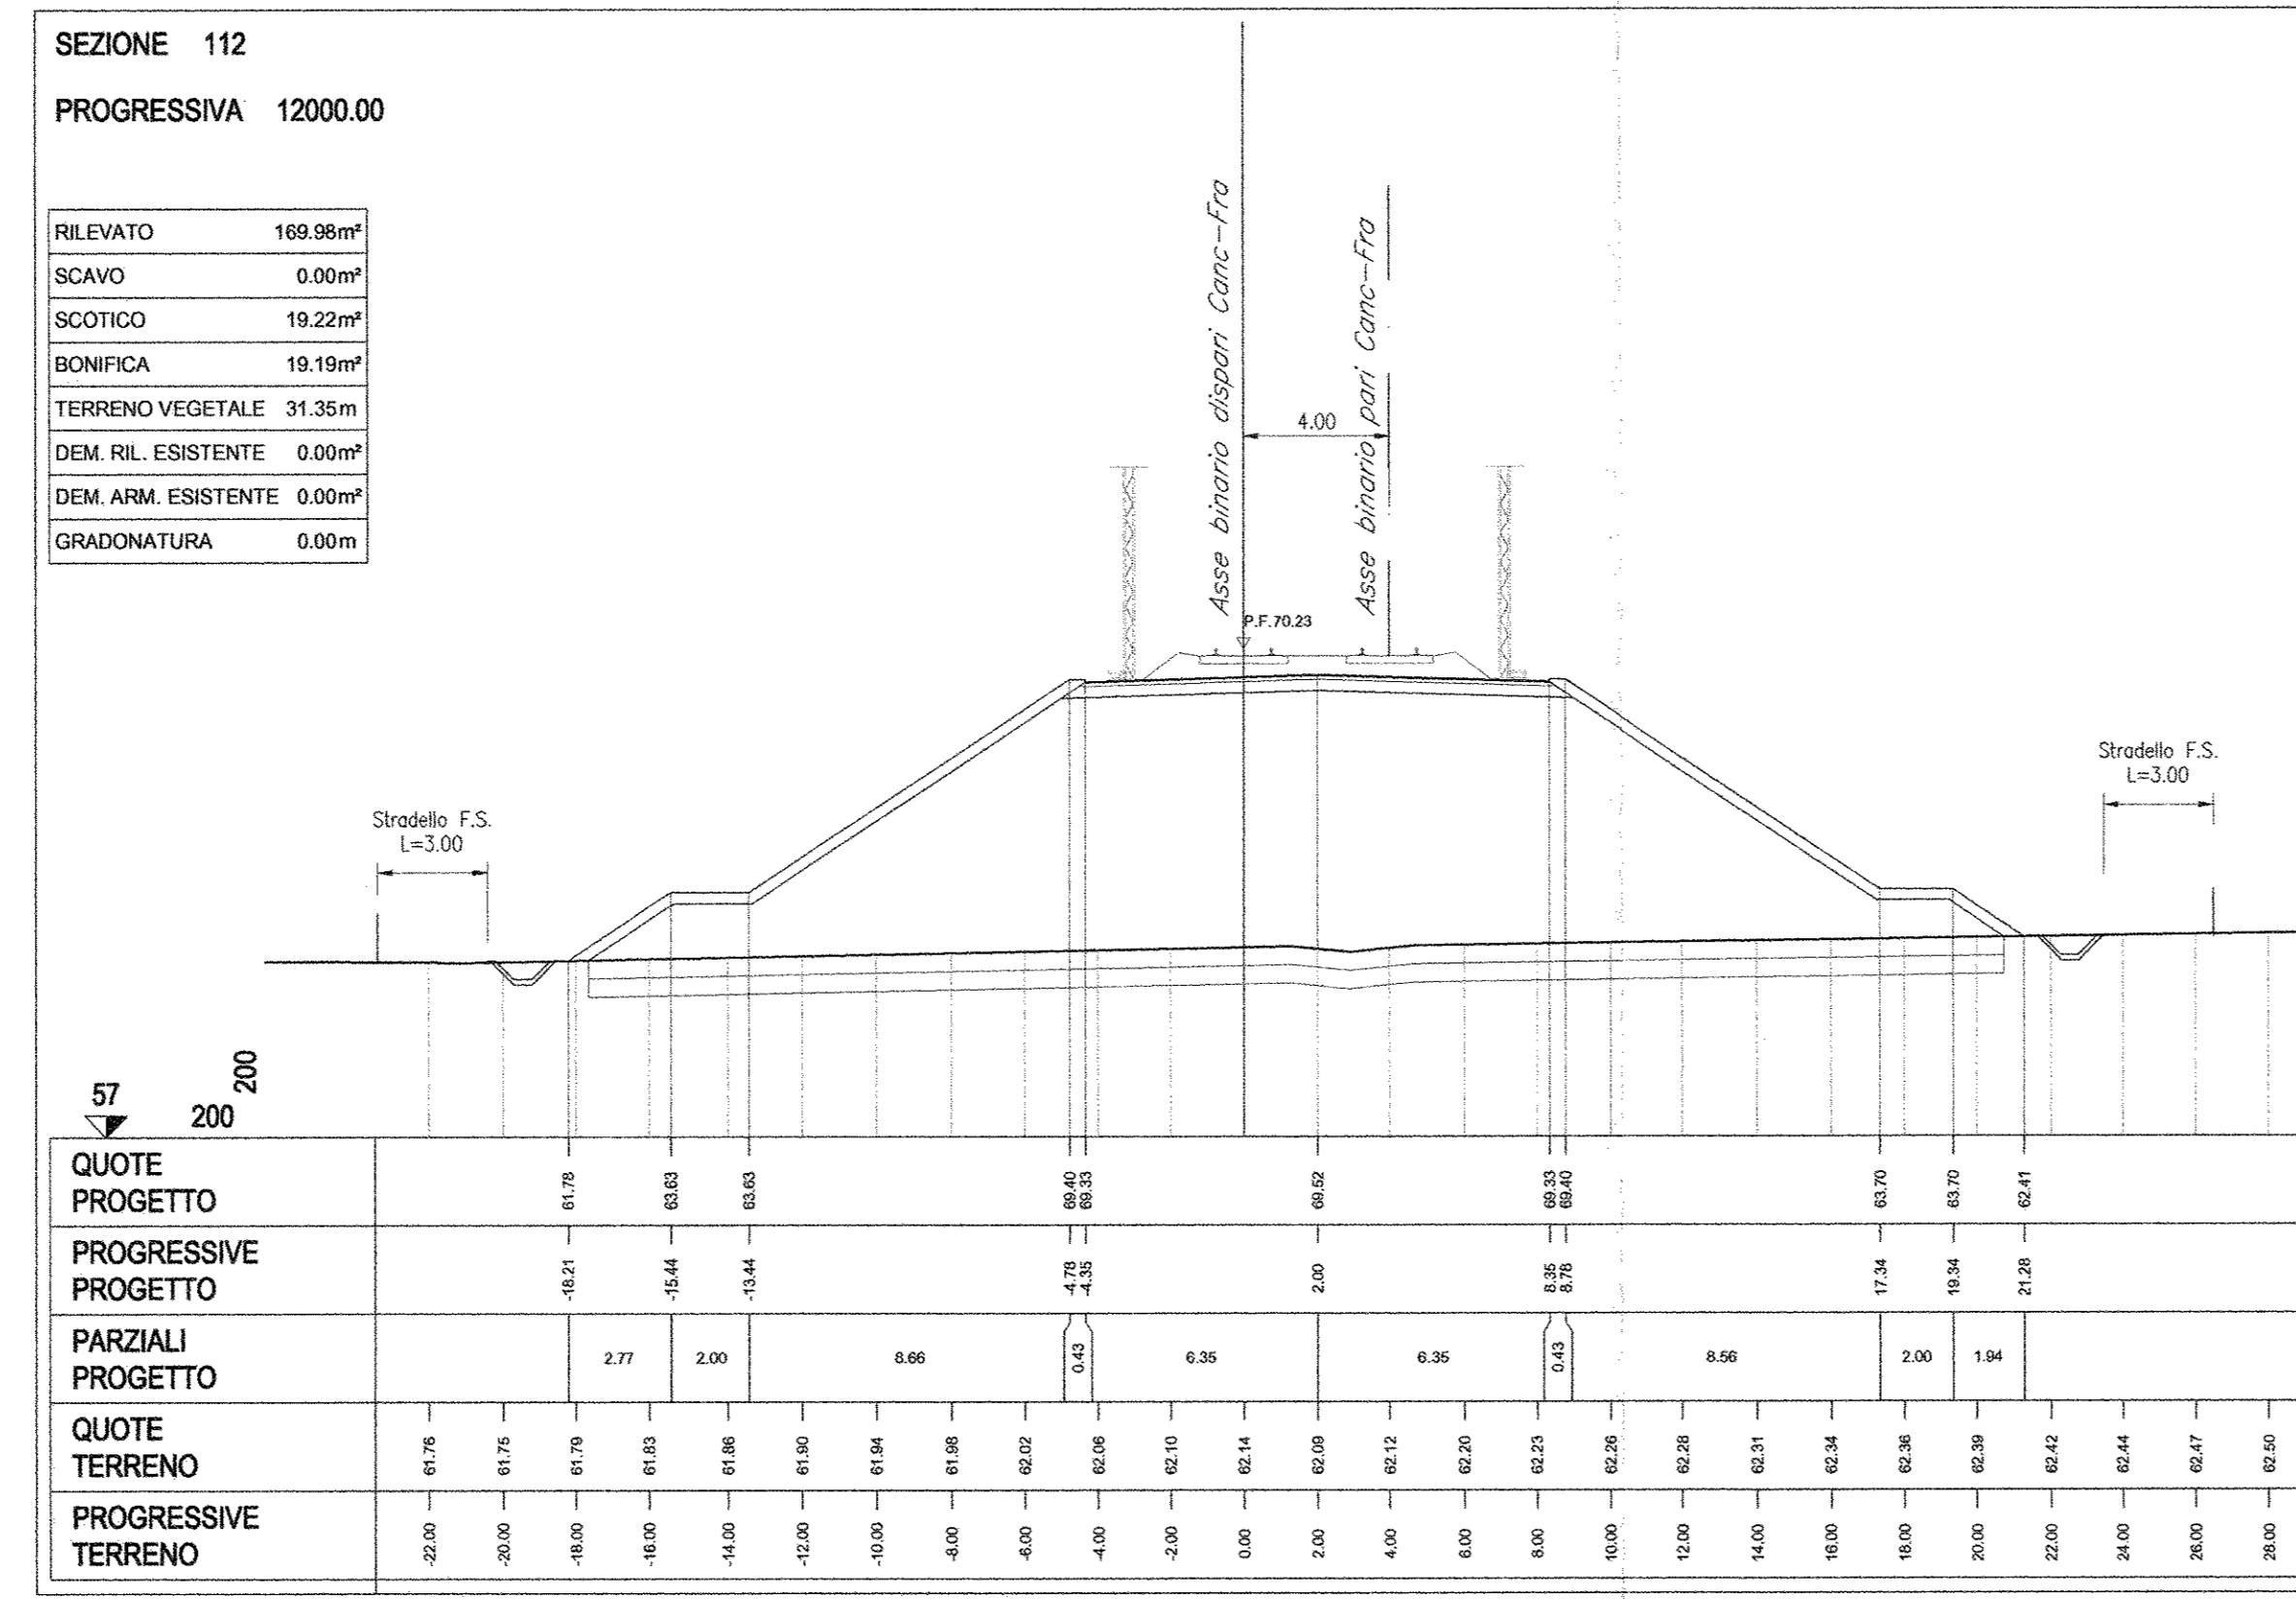 SEZIONE 112
PROGRESSIVA 12000.00
RILEVATO 169.98m²
SCAVO 0.00m²
SCOTICO 19.22m²
BONIFICA 19.19m²
TERRENO VEGETALE 31.35m
DEM. RIL. ESISTENTE 0.00m²
DEM. ARM. ESISTENTE 0.00m²
GRADONATURA 0.00m
Asse binario dispari Canc-Fra
Asse binario pari Canc-Fra
4.00
P.F.70.23
Stradello F.S.
L=3.00
Stradello F.S.
L=3.00
57
200
200
QUOTE
PROGETTO
61.78 63.63 63.63 69.40 69.33 69.52 69.33 69.40 63.70 63.70 62.41
PROGRESSIVE
PROGETTO
-18.21 -15.44 -13.44 -4.78 -4.35 2.00 8.35 8.78 17.34 19.34 21.28
PARZIALI
PROGETTO
2.77 2.00 8.66 0.43 6.35 6.35 0.43 8.56 2.00 1.94
QUOTE
TERRENO
61.76 61.75 61.79 61.83 61.86 61.90 61.94 61.98 62.02 62.06 62.10 62.14 62.09 62.12 62.20 62.23 62.26 62.28 62.31 62.34 62.36 62.39 62.42 62.44 62.47 62.50
PROGRESSIVE
TERRENO
-22.00 -20.00 -18.00 -16.00 -14.00 -12.00 -10.00 -8.00 -6.00 -4.00 -2.00 0.00 2.00 4.00 6.00 8.00 10.00 12.00 14.00 16.00 18.00 20.00 22.00 24.00 26.00 28.00